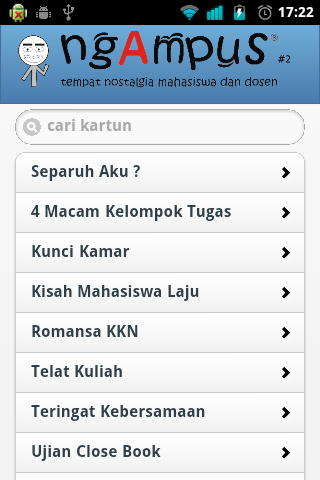 17:22
ngAmpus® #2
tempat nostalgia mahasiswa dan dosen
cari kartun
Separuh Aku ?
4 Macam Kelompok Tugas
Kunci Kamar
Kisah Mahasiswa Laju
Romansa KKN
Telat Kuliah
Teringat Kebersamaan
Ujian Close Book